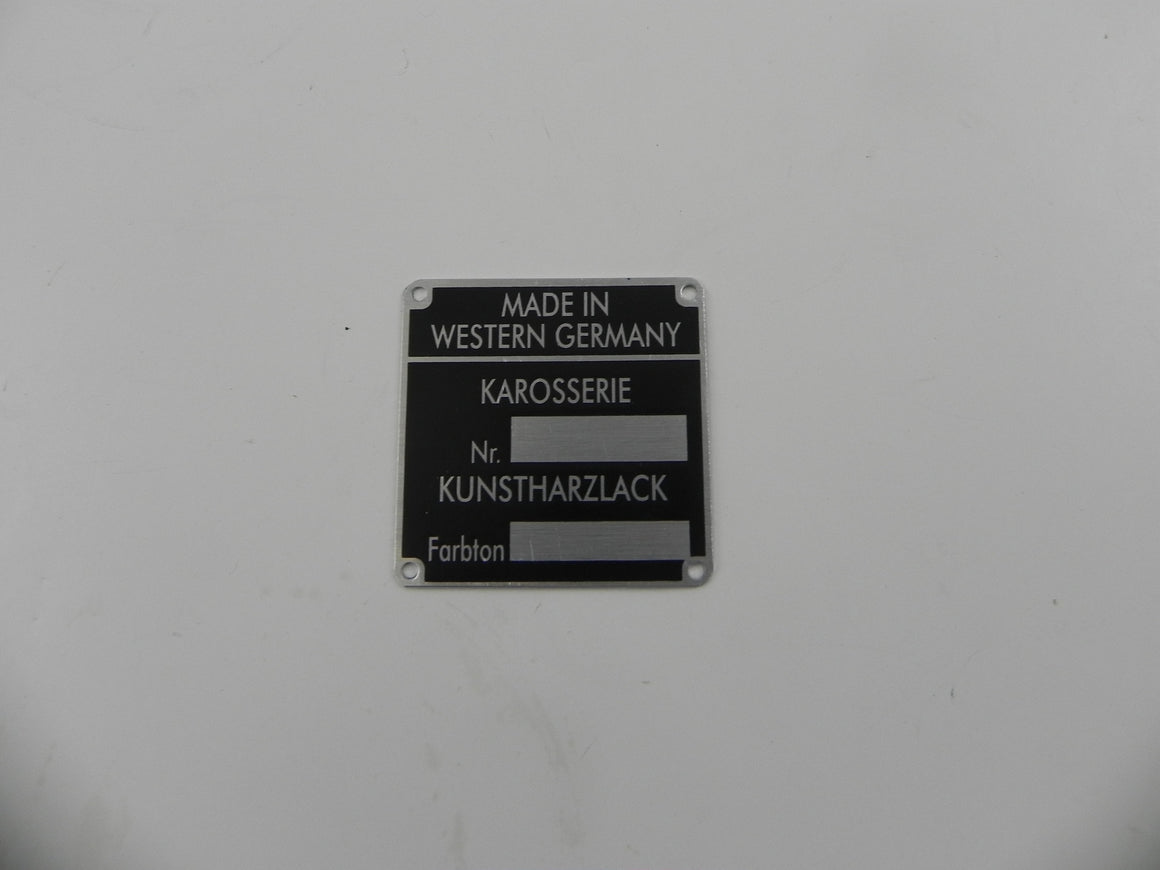 MADE IN
WESTERN GERMANY
KAROSSERIE
Nr.
KUNSTHARZLACK
Farbton